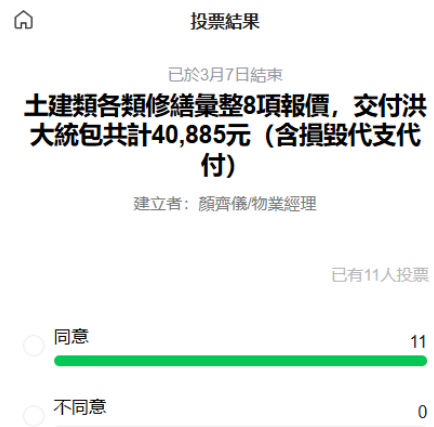 投票結果
已於3月7日結束
土建類各類修繕彙整8項報價，交付洪
大統包共計40,885元（含損毀代支代
付）
建立者：顏齊儀/物業經理
已有11人投票
同意 11
不同意 0